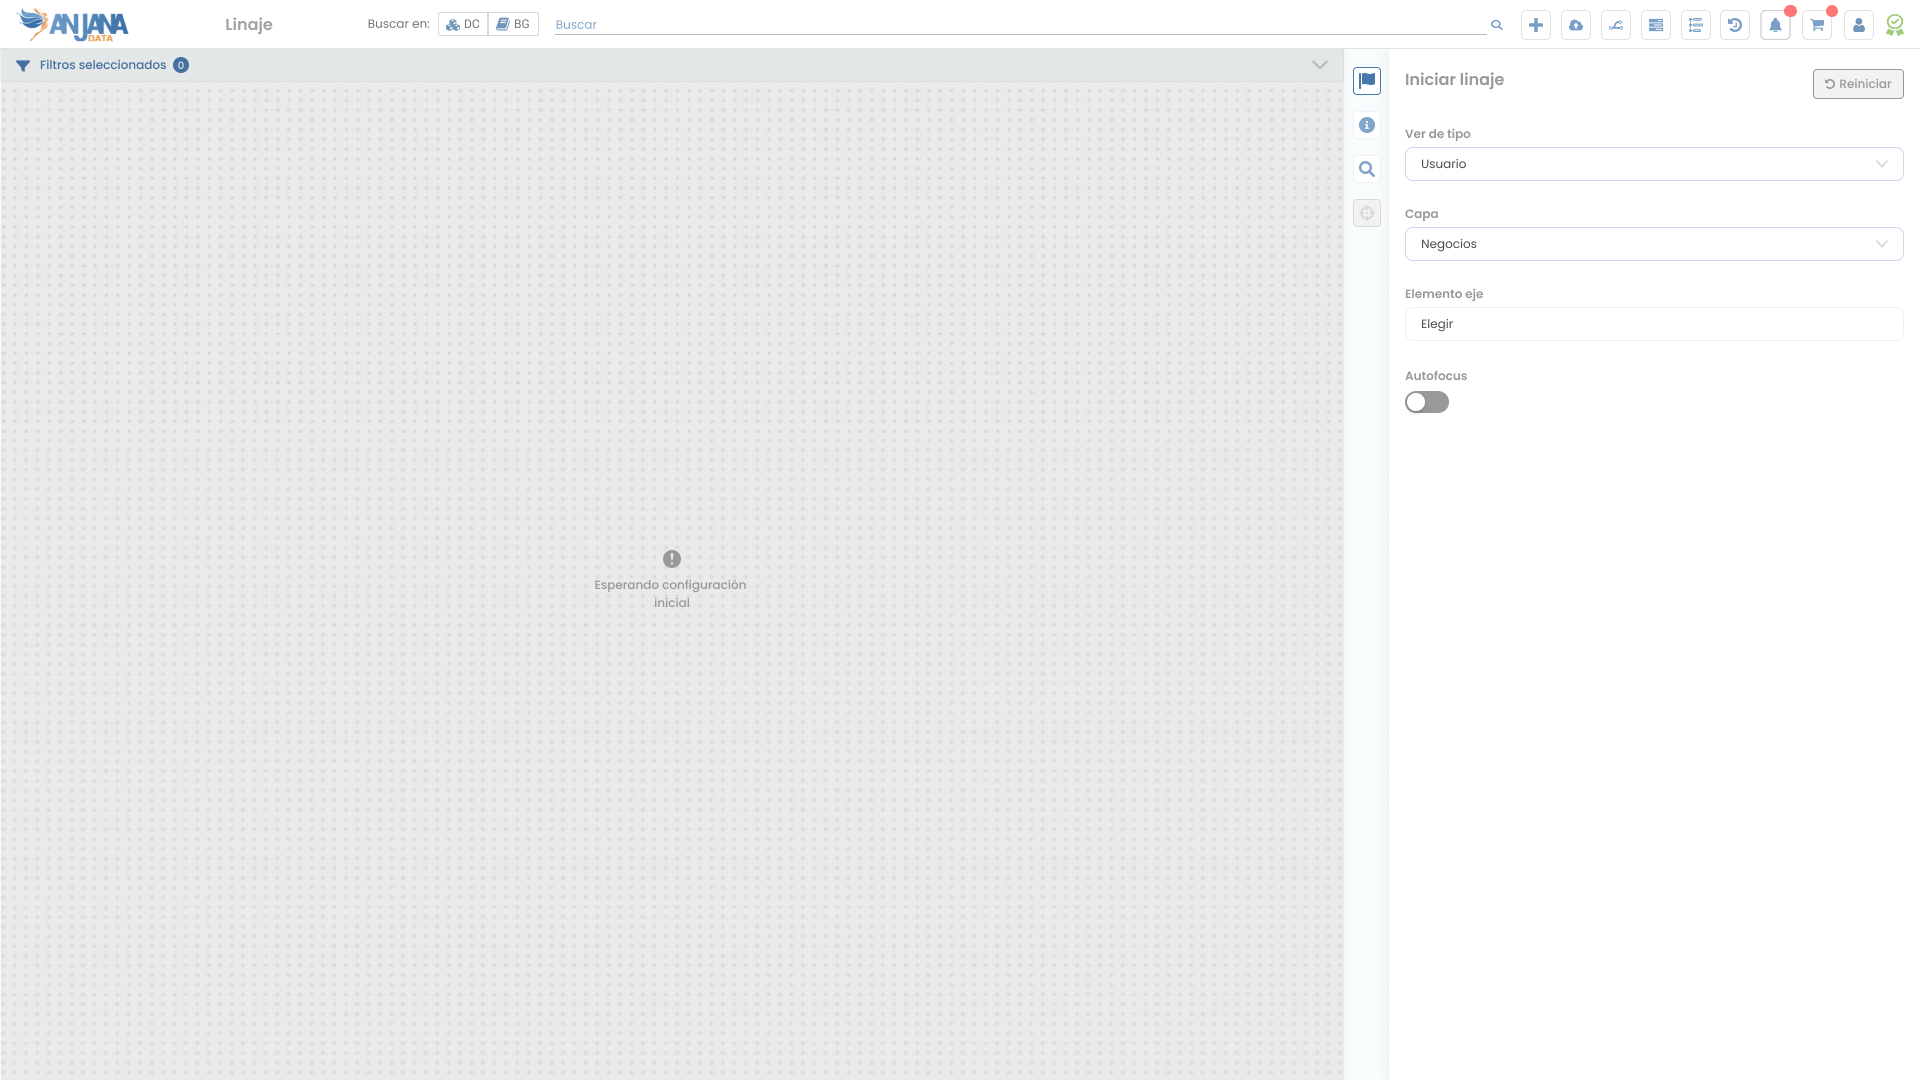 ANJANA
DATA
Linaje
Buscar en:
DC
BG
Buscar
Filtros seleccionados 0
Iniciar linaje
Reiniciar
Ver de tipo
Usuario
Capa
Negocios
Elemento eje
Elegir
Autofocus
Esperando configuración
inicial